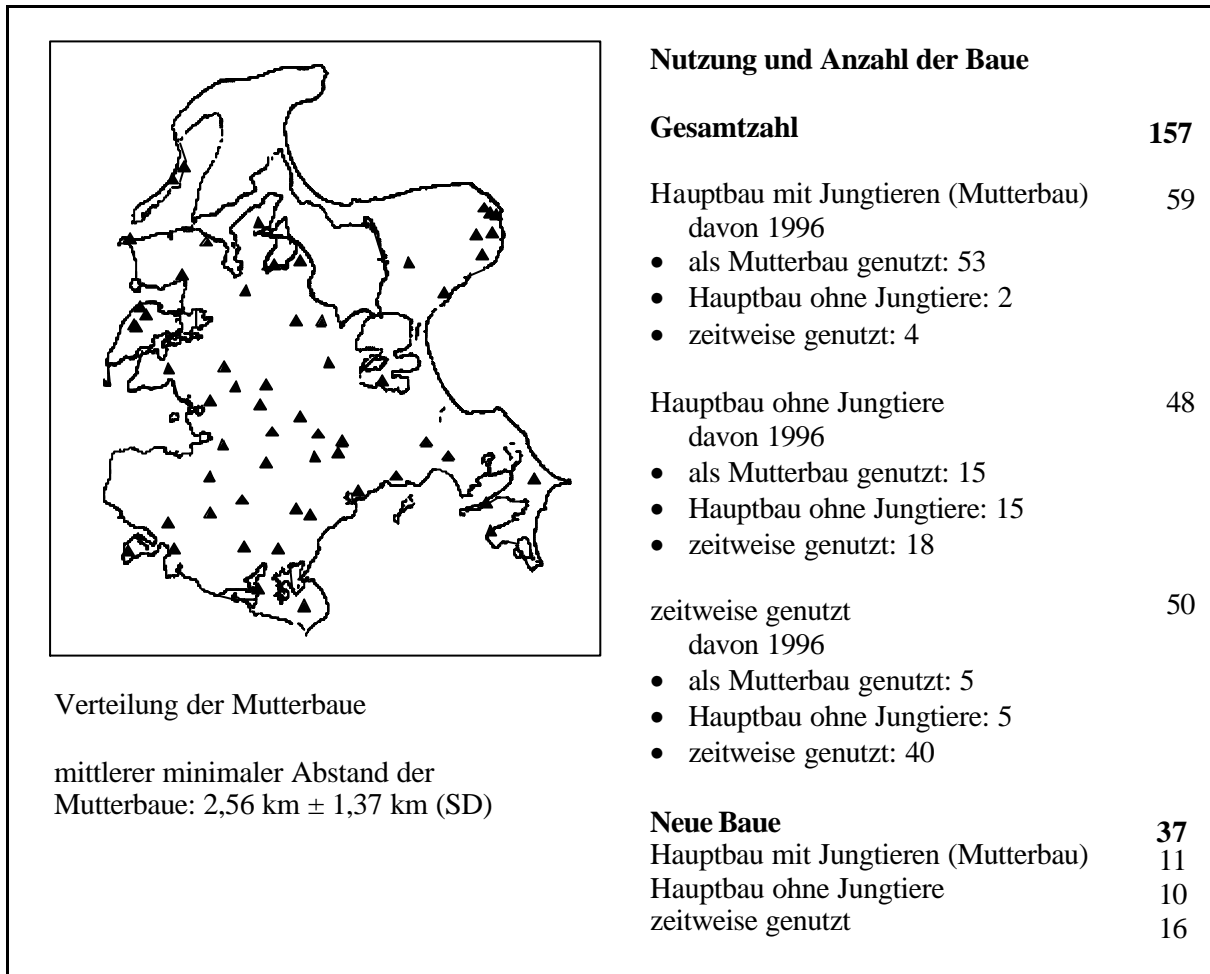 Nutzung und Anzahl der Baue
Gesamtzahl 157
Hauptbau mit Jungtieren (Mutterbau) 59
davon 1996
• als Mutterbau genutzt: 53
• Hauptbau ohne Jungtiere: 2
• zeitweise genutzt: 4
Hauptbau ohne Jungtiere 48
davon 1996
• als Mutterbau genutzt: 15
• Hauptbau ohne Jungtiere: 15
• zeitweise genutzt: 18
zeitweise genutzt 50
davon 1996
• als Mutterbau genutzt: 5
• Hauptbau ohne Jungtiere: 5
• zeitweise genutzt: 40
Neue Baue 37
Hauptbau mit Jungtieren (Mutterbau) 11
Hauptbau ohne Jungtiere 10
zeitweise genutzt 16
Verteilung der Mutterbaue
mittlerer minimaler Abstand der
Mutterbaue: 2,56 km ± 1,37 km (SD)